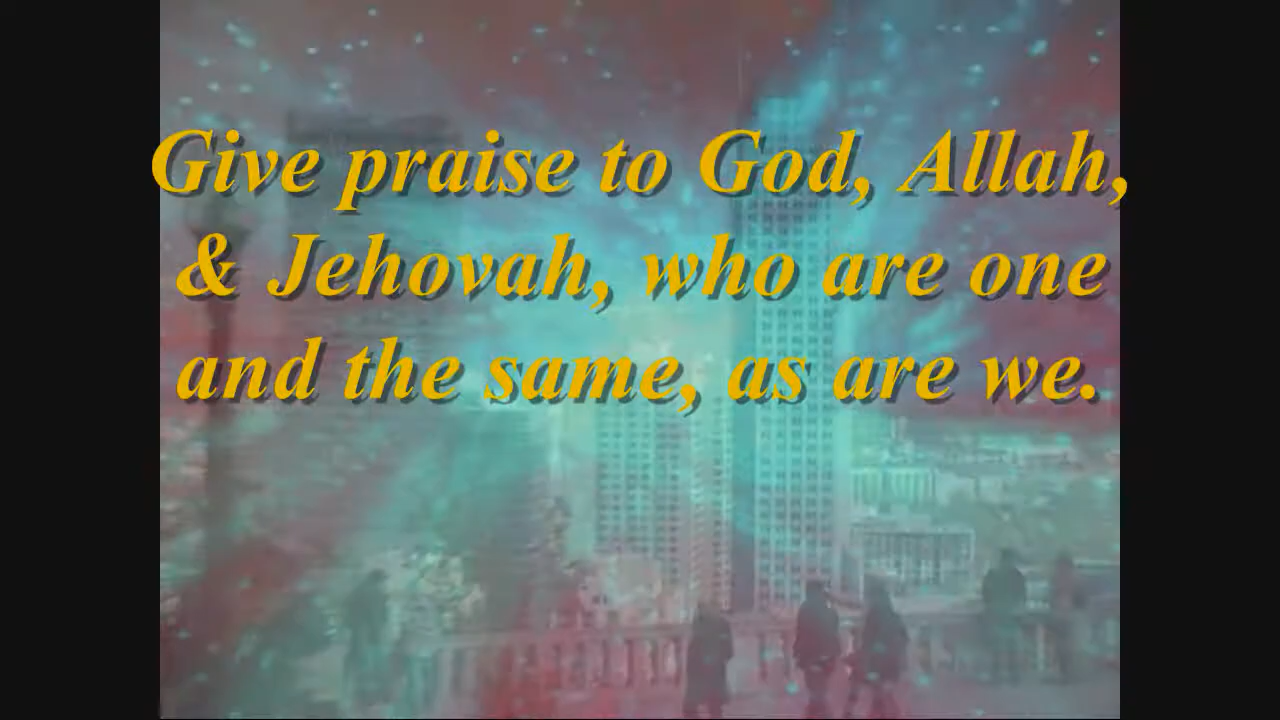 Give praise to God, Allah,
& Jehovah, who are one
and the same, as are we.